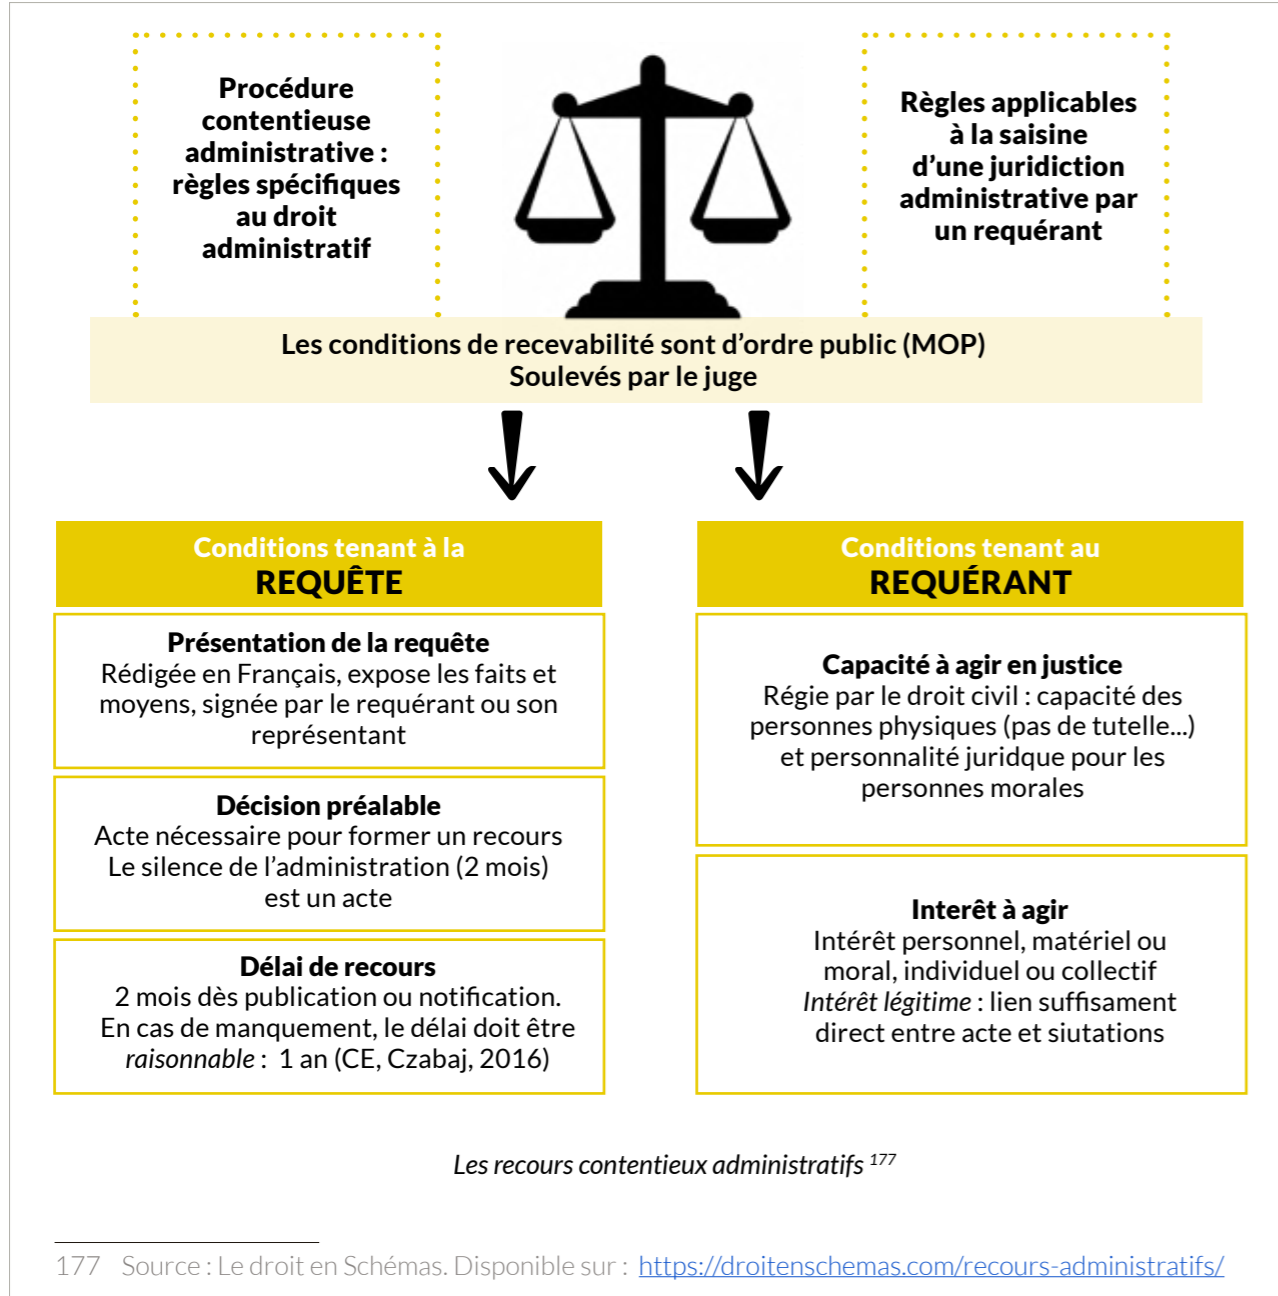 Procédure
contentieuse
administrative :
règles spécifiques
au droit
administratif
Règles applicables
à la saisine
d’une juridiction
administrative par
un requérant
Les conditions de recevabilité sont d’ordre public (MOP)
Soulevés par le juge
Conditions tenant à la
REQUÊTE
Présentation de la requête
Rédigée en Français, expose les faits et
moyens, signée par le requérant ou son
représentant
Décision préalable
Acte nécessaire pour former un recours
Le silence de l’administration (2 mois)
est un acte
Délai de recours
2 mois dès publication ou notification.
En cas de manquement, le délai doit être
raisonnable : 1 an (CE, Czabaj, 2016)
Conditions tenant au
REQUÉRANT
Capacité à agir en justice
Régie par le droit civil : capacité des
personnes physiques (pas de tutelle...)
et personnalité juridque pour les
personnes morales
Interêt à agir
Intérêt personnel, matériel ou
moral, individuel ou collectif
Intérêt légitime : lien suffisament
direct entre acte et siutations
Les recours contentieux administratifs 177
177 Source : Le droit en Schémas. Disponible sur : https://droitenschemas.com/recours-administratifs/